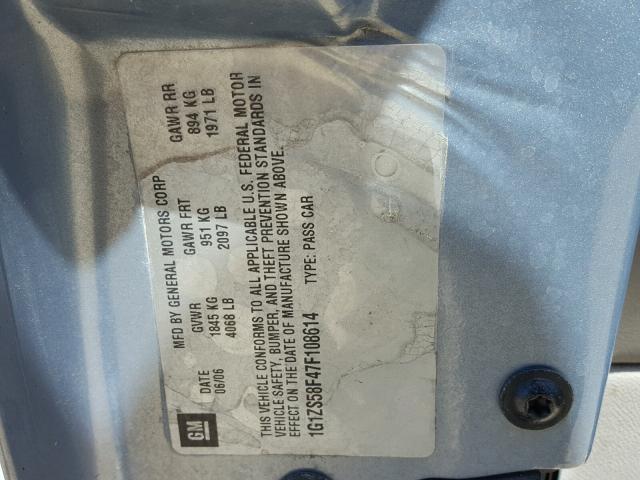 GM
MFD BY GENERAL MOTORS CORP
DATE GVWR GAWR FRT GAWR RR
06/06 1845 KG 951 KG 894 KG
4068 LB 2097 LB 1971 LB
THIS VEHICLE CONFORMS TO ALL APPLICABLE U.S. FEDERAL MOTOR
VEHICLE SAFETY, BUMPER, AND THEFT PREVENTION STANDARDS IN
EFFECT ON THE DATE OF MANUFACTURE SHOWN ABOVE.
1G1ZS58F47F108614 TYPE: PASS CAR